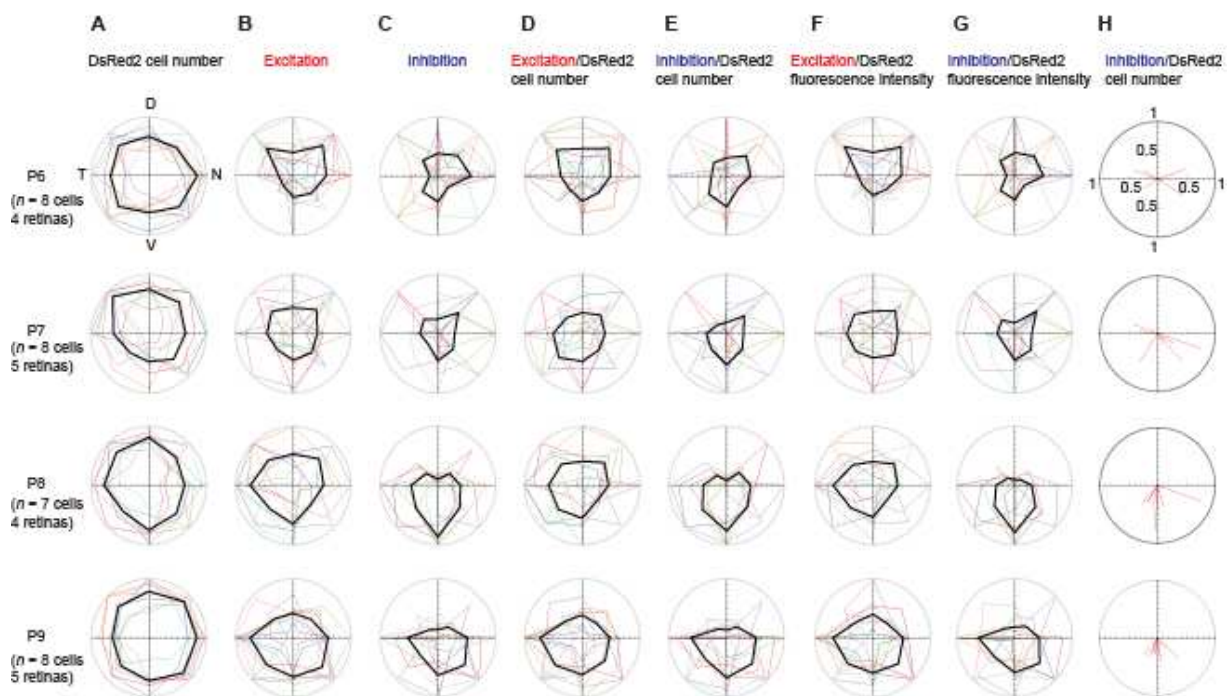 A B C D E F G H
DsRed2 cell number Excitation Inhibition Excitation/DsRed2 Inhibition/DsRed2 Excitation/DsRed2 Inhibition/DsRed2 Inhibition/DsRed2
cell number cell number fluorescence Intensity fluorescence Intensity cell number
D 1
0.5
P6 T N 1 0.5 0.5 1
(n = 8 cells
4 retinas) 0.5
V 1
P7
(n = 8 cells
5 retinas)
P8
(n = 7 cells
4 retinas)
P9
(n = 8 cells
5 retinas)